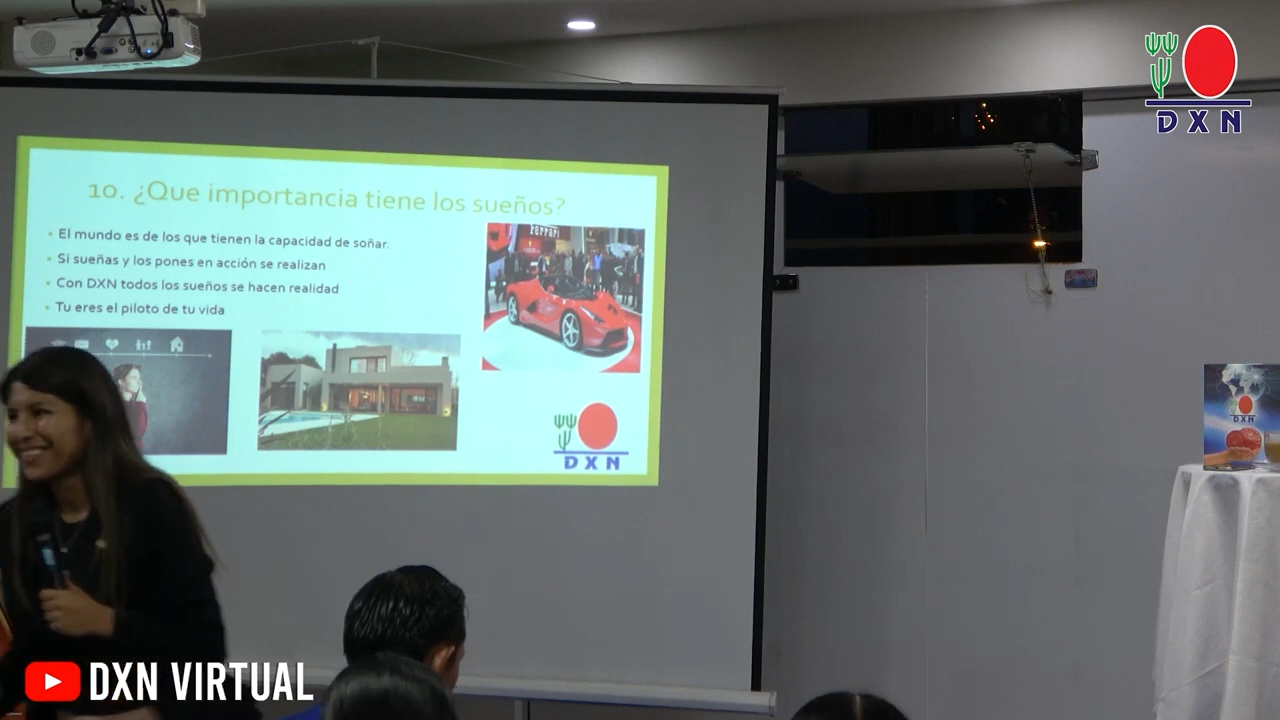 DXN
10. ¿Que importancia tiene los sueños?
• El mundo es de los que tienen la capacidad de soñar.
• Si sueñas y los pones en acción se realizan
• Con DXN todos los sueños se hacen realidad
• Tu eres el piloto de tu vida
Ferrari
DXN
DXN VIRTUAL